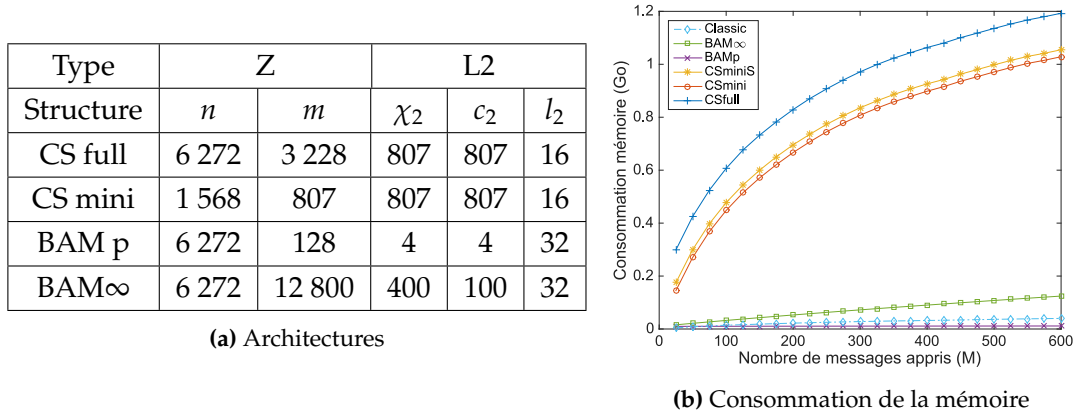 Type Z L2
Structure n m χ2 c2 l2
CS full 6 272 3 228 807 807 16
CS mini 1 568 807 807 807 16
BAM p 6 272 128 4 4 32
BAM∞ 6 272 12 800 400 100 32
(a) Architectures
1.2
1
0.8
0.6
0.4
0.2
0
Consommation mémoire (Go)
Classic
BAM∞
BAMp
CSminiS
CSmini
CSfull
0 100 200 300 400 500 600
Nombre de messages appris (M)
(b) Consommation de la mémoire